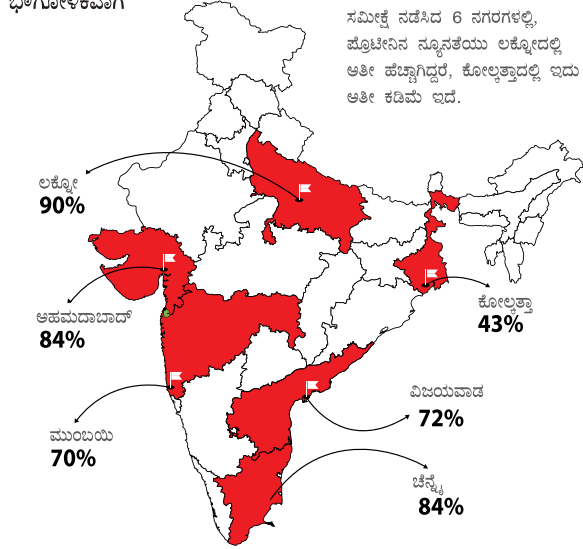 ಭೌಗೋಳಿಕವಾಗಿ
ಸಮೀಕ್ಷೆ ನಡೆಸಿದ 6 ನಗರಗಳಲ್ಲಿ,
ಪ್ರೊಟೀನಿನ ನ್ಯೂನತೆಯು ಲಕ್ನೋದಲ್ಲಿ
ಅತೀ ಹೆಚ್ಚಾಗಿದ್ದರೆ, ಕೋಲ್ಕತ್ತಾದಲ್ಲಿ ಇದು
ಅತೀ ಕಡಿಮೆ ಇದೆ.
ಲಕ್ನೋ
90%
ಅಹಮದಾಬಾದ್
84%
ಮುಂಬಯಿ
70%
ಕೋಲ್ಕತ್ತಾ
43%
ವಿಜಯವಾಡ
72%
ಚೆನ್ನೈ
84%